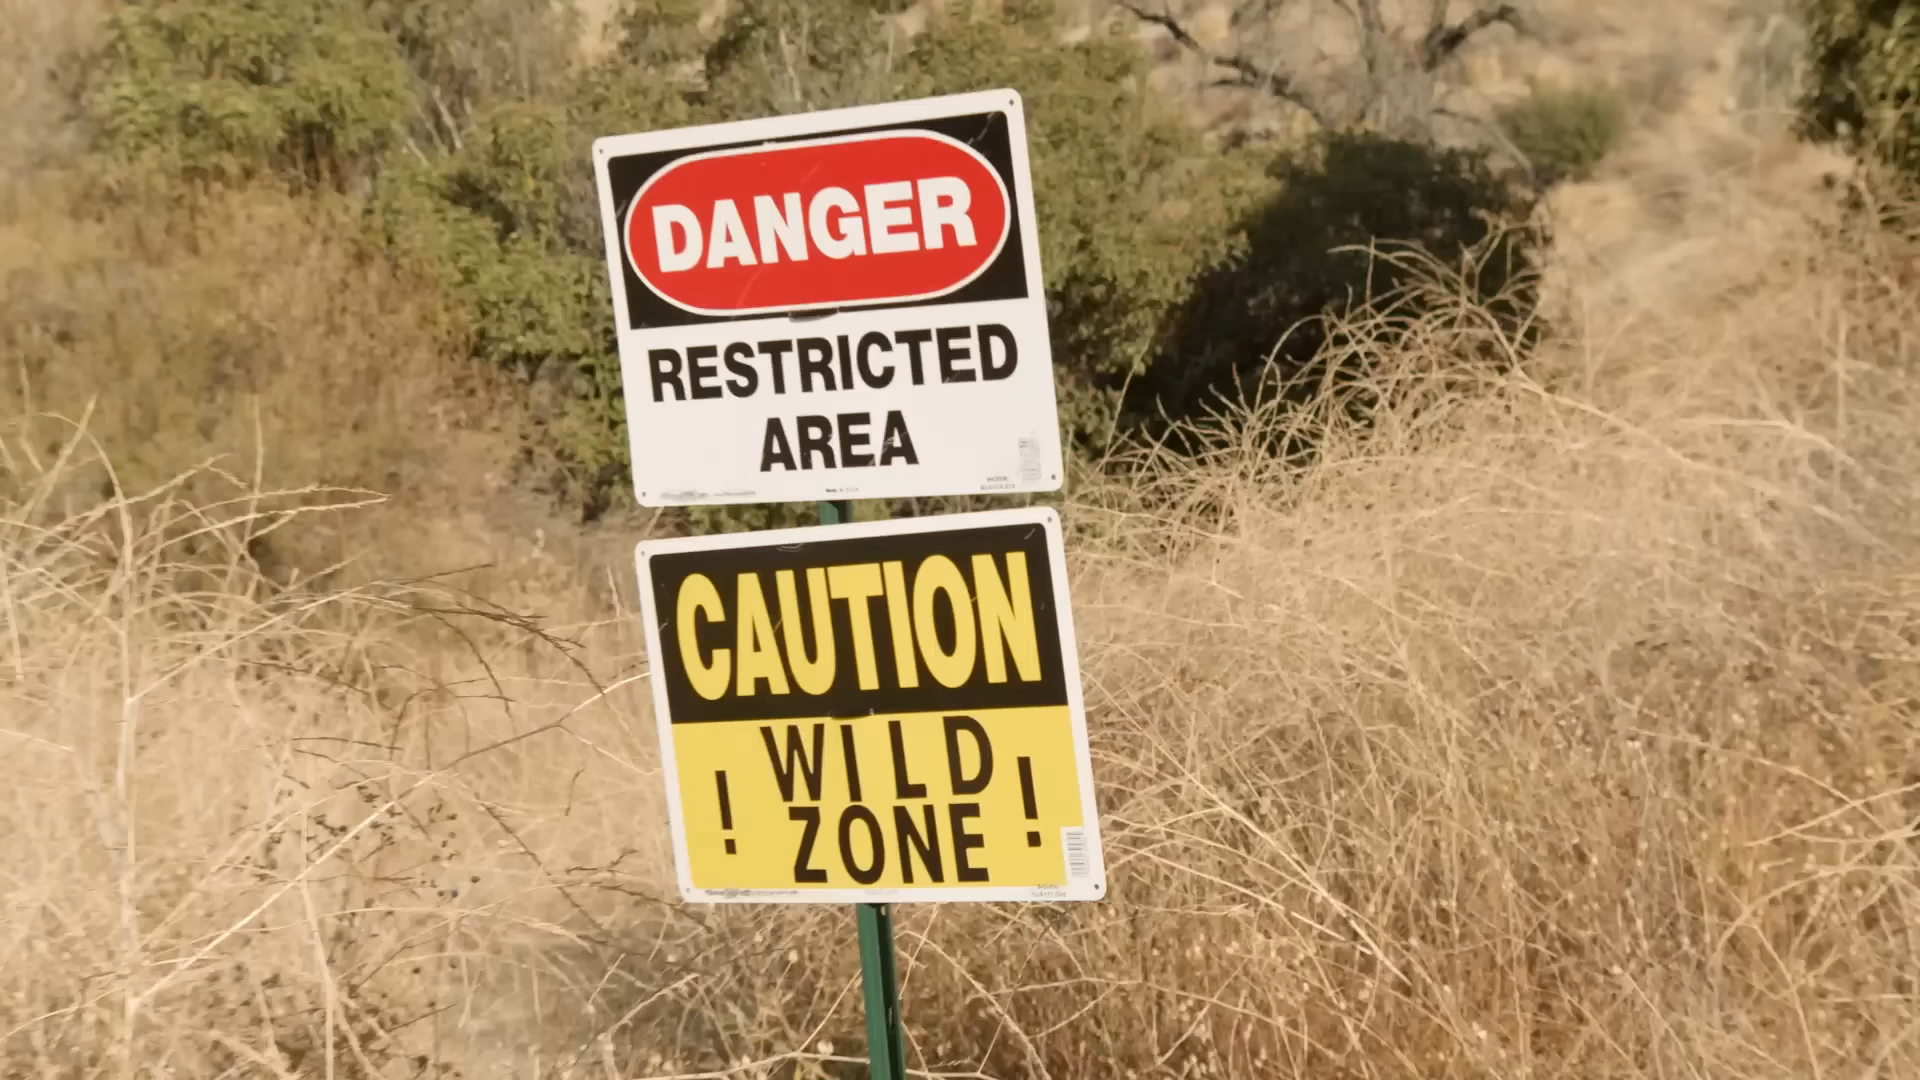 DANGER
RESTRICTED
AREA
CAUTION
! WILD !
ZONE